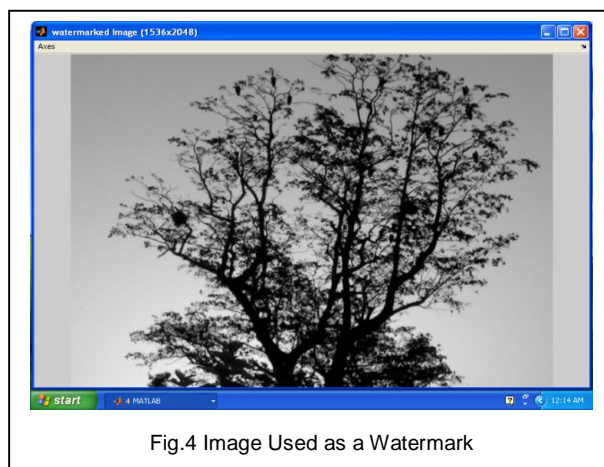 watermarked Image (1536x2048)
Axes
start
4 MATLAB
12:14 AM
Fig.4 Image Used as a Watermark